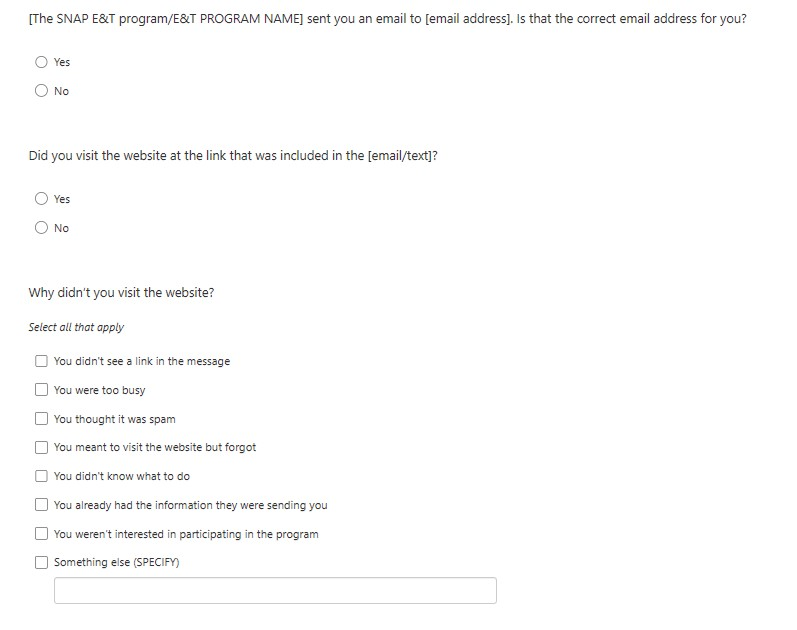 [The SNAP E&T program/E&T PROGRAM NAME] sent you an email to [email address]. Is that the correct email address for you?
Yes
No
Did you visit the website at the link that was included in the [email/text]?
Yes
No
Why didn't you visit the website?
Select all that apply
You didn't see a link in the message
You were too busy
You thought it was spam
You meant to visit the website but forgot
You didn't know what to do
You already had the information they were sending you
You weren't interested in participating in the program
Something else (SPECIFY)